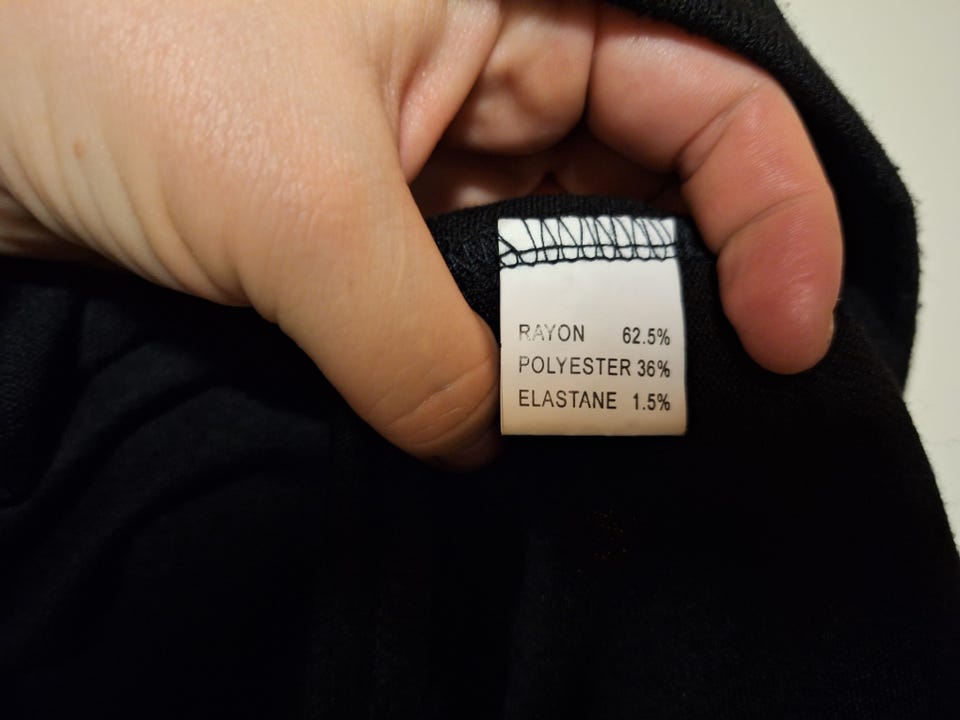 RAYON 62.5%
POLYESTER 36%
ELASTANE 1.5%